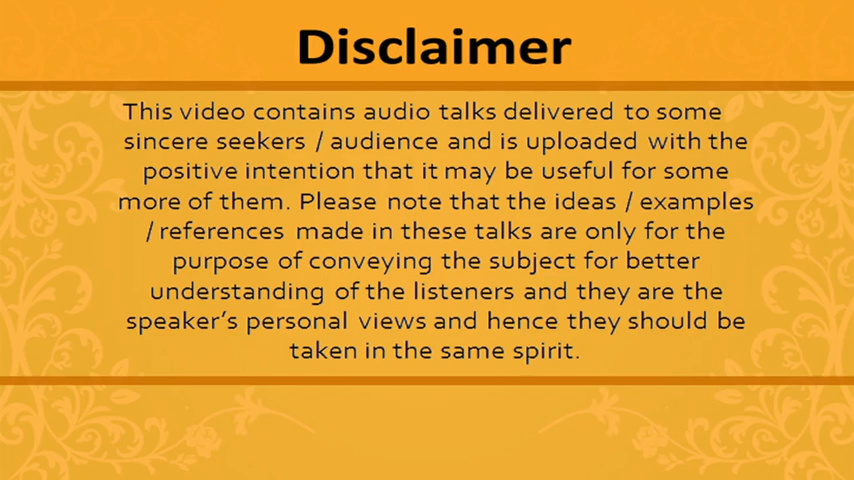 Disclaimer
This video contains audio talks delivered to some
sincere seekers / audience and is uploaded with the
positive intention that it may be useful for some
more of them. Please note that the ideas / examples
/ references made in these talks are only for the
purpose of conveying the subject for better
understanding of the listeners and they are the
speaker's personal views and hence they should be
taken in the same spirit.